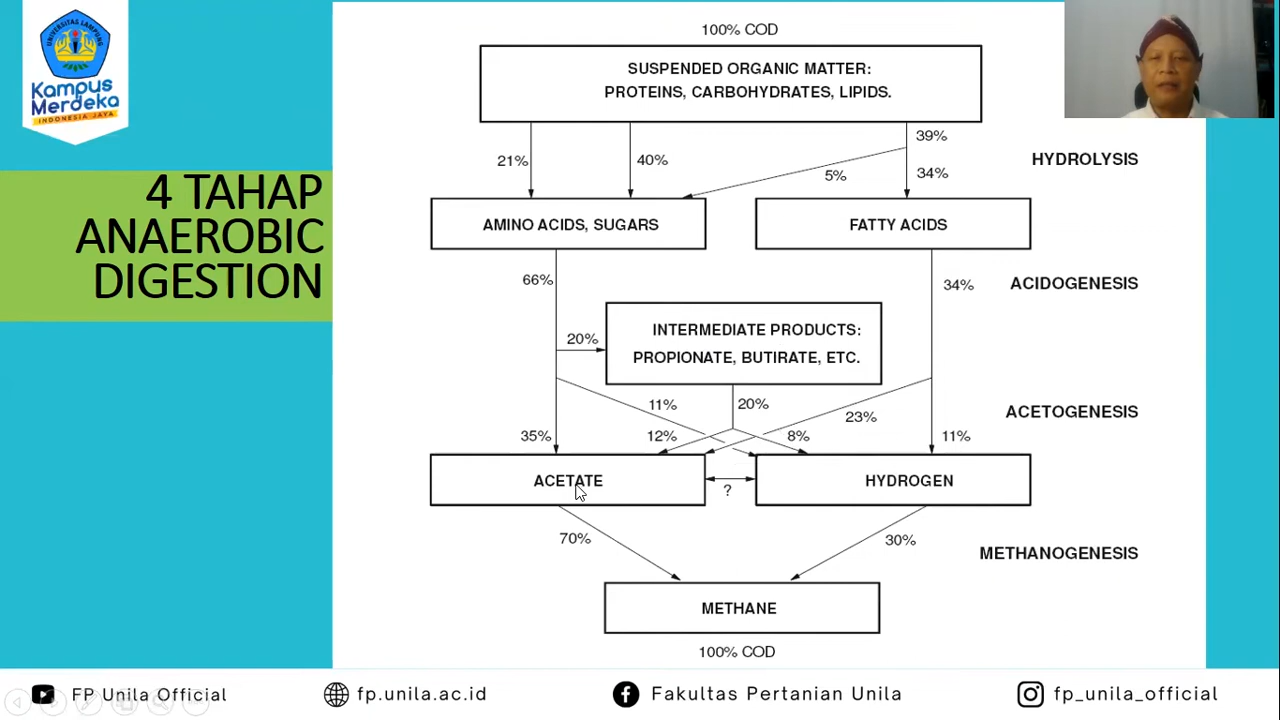 UNIVERSITAS LAMPUNG
Kampus
Merdeka
INDONESIA JAYA
4 TAHAP
ANAEROBIC
DIGESTION
100% COD
SUSPENDED ORGANIC MATTER:
PROTEINS, CARBOHYDRATES, LIPIDS.
39%
21%
40%
5%
34%
HYDROLYSIS
AMINO ACIDS, SUGARS
FATTY ACIDS
66%
34%
ACIDOGENESIS
INTERMEDIATE PRODUCTS:
PROPIONATE, BUTIRATE, ETC.
20%
11%
20%
23%
ACETOGENESIS
35%
12%
8%
11%
ACETATE
?
HYDROGEN
70%
30%
METHANOGENESIS
METHANE
100% COD
FP Unila Official
fp.unila.ac.id
Fakultas Pertanian Unila
fp_unila_official